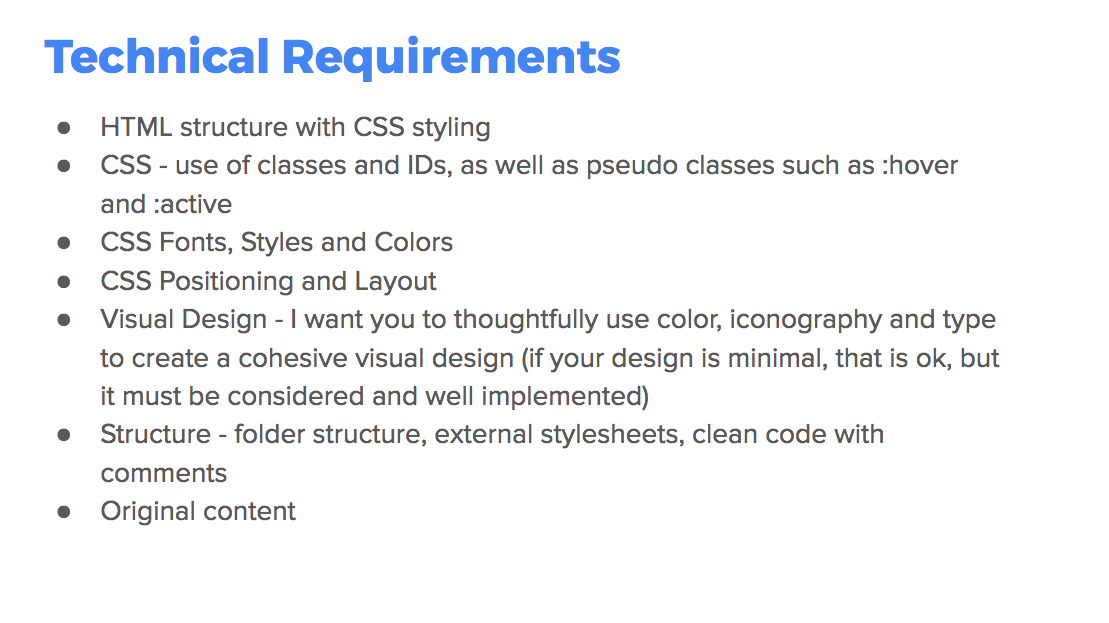 Technical Requirements
● HTML structure with CSS styling
● CSS - use of classes and IDs, as well as pseudo classes such as :hover
and :active
● CSS Fonts, Styles and Colors
● CSS Positioning and Layout
● Visual Design - I want you to thoughtfully use color, iconography and type
to create a cohesive visual design (if your design is minimal, that is ok, but
it must be considered and well implemented)
● Structure - folder structure, external stylesheets, clean code with
comments
● Original content